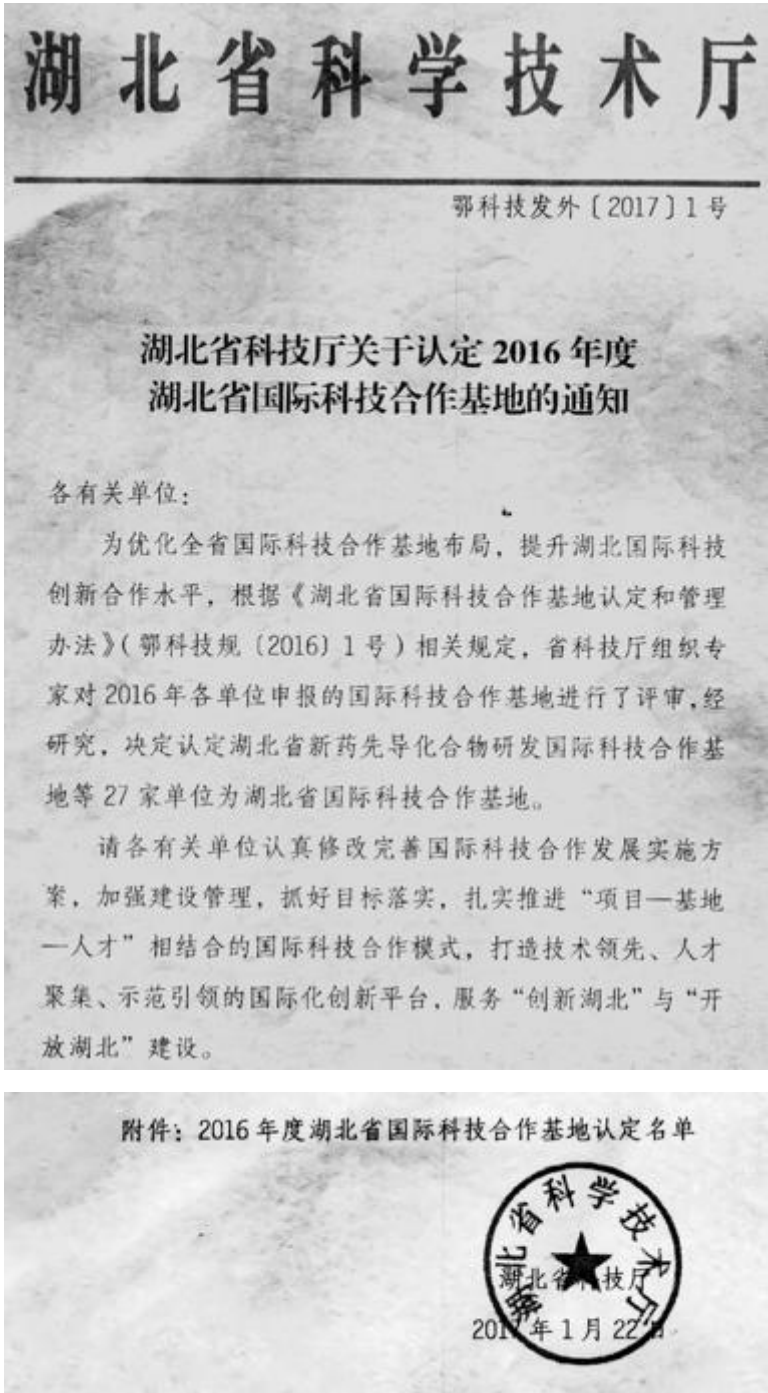 湖北省科学技术厅
鄂科技发外〔2017〕1号
湖北省科技厅关于认定 2016 年度
湖北省国际科技合作基地的通知
各有关单位：
为优化全省国际科技合作基地布局，提升湖北国际科技
创新合作水平，根据《湖北省国际科技合作基地认定和管理
办法》（鄂科技规〔2016〕1号）相关规定，省科技厅组织专
家对2016年各单位申报的国际科技合作基地进行了评审,经
研究，决定认定湖北省新药先导化合物研发国际科技合作基
地等27家单位为湖北省国际科技合作基地。
请各有关单位认真修改完善国际科技合作发展实施方
案，加强建设管理，抓好目标落实，扎实推进“项目—基地
—人才”相结合的国际科技合作模式，打造技术领先、人才
聚集、示范引领的国际化创新平台，服务“创新湖北”与“开
放湖北”建设。
附件：2016年度湖北省国际科技合作基地认定名单
湖北省科学技术厅
湖北省科技厅
2017年1月22日